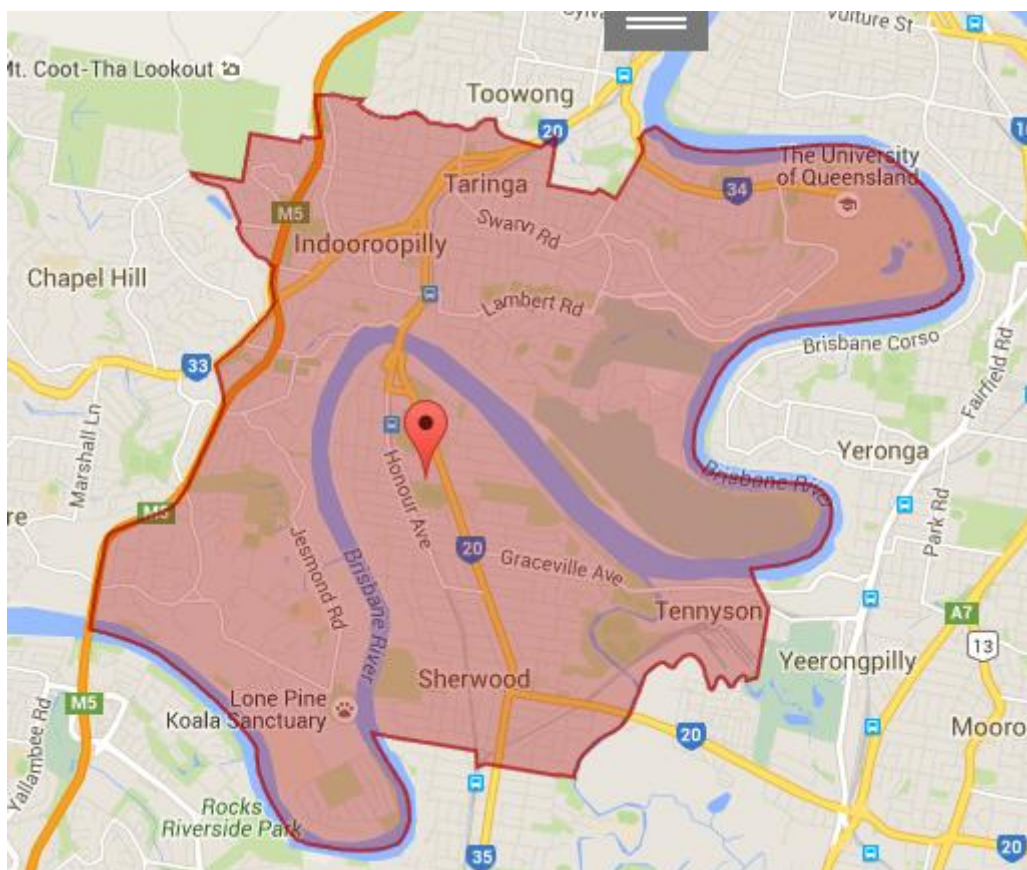 Vulture St
Mt. Coot-Tha Lookout
Toowong
20
The University
of Queensland
Taringa
34
M5
Swann Rd
Indooroopilly
Chapel Hill
Lambert Rd
Brisbane Corso
33
Fairfield Rd
Marshall Ln
Yeronga
Honour Ave
Brisbane River
M5
re
Park Rd
Jesmond Rd
20
Graceville Ave
Brisbane River
Tennyson
A7
13
Yeerongpilly
Sherwood
Lone Pine
Koala Sanctuary
M5
20
Mooro
Yallambee Rd
Rocks
Riverside Park
35
20